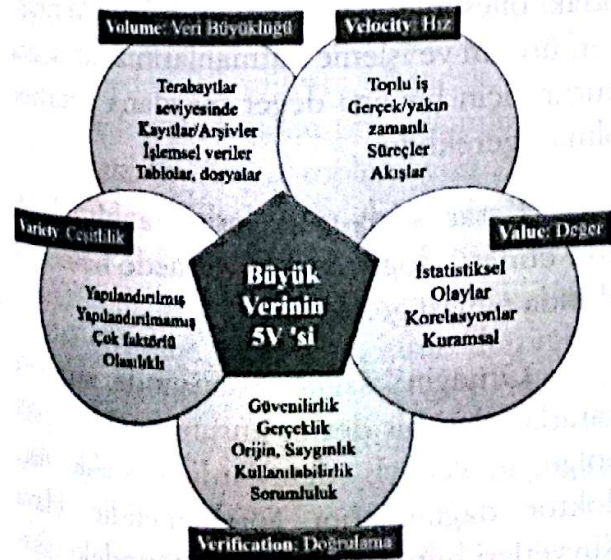 Volume: Veri Büyüklüğü
Terabaytlar
seviyesinde
Kayıtlar/Arşivler
İşlemsel veriler
Tablolar, dosyalar
Velocity: Hız
Toplu iş
Gerçek/yakın
zamanlı
Süreçler
Akışlar
Variety: Çeşitlilik
Yapılandırılmış
Yapılandırılmamış
Çok faktörlü
Olasılıklı
Büyük
Verinin
5V 'si
Value: Değer
İstatistiksel
Olaylar
Korelasyonlar
Kuramsal
Güvenilirlik
Gerçeklik
Orijin, Saygınlık
Kullanılabilirlik
Sorumluluk
Verification: Doğrulama